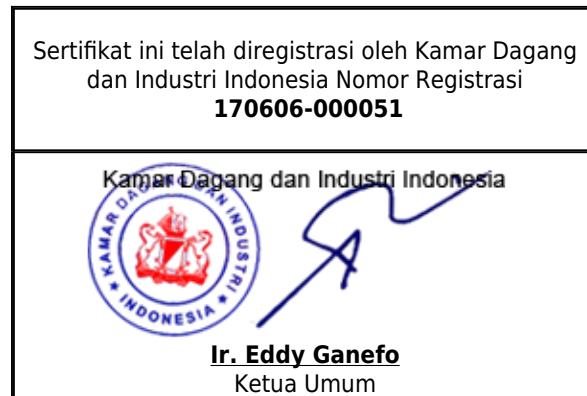 Sertifikat ini telah diregistrasi oleh Kamar Dagang
dan Industri Indonesia Nomor Registrasi
170606-000051
Kamar Dagang dan Industri Indonesia
KAMAR DAGANG DAN INDUSTRI
* INDONESIA *
Ir. Eddy Ganefo
Ketua Umum